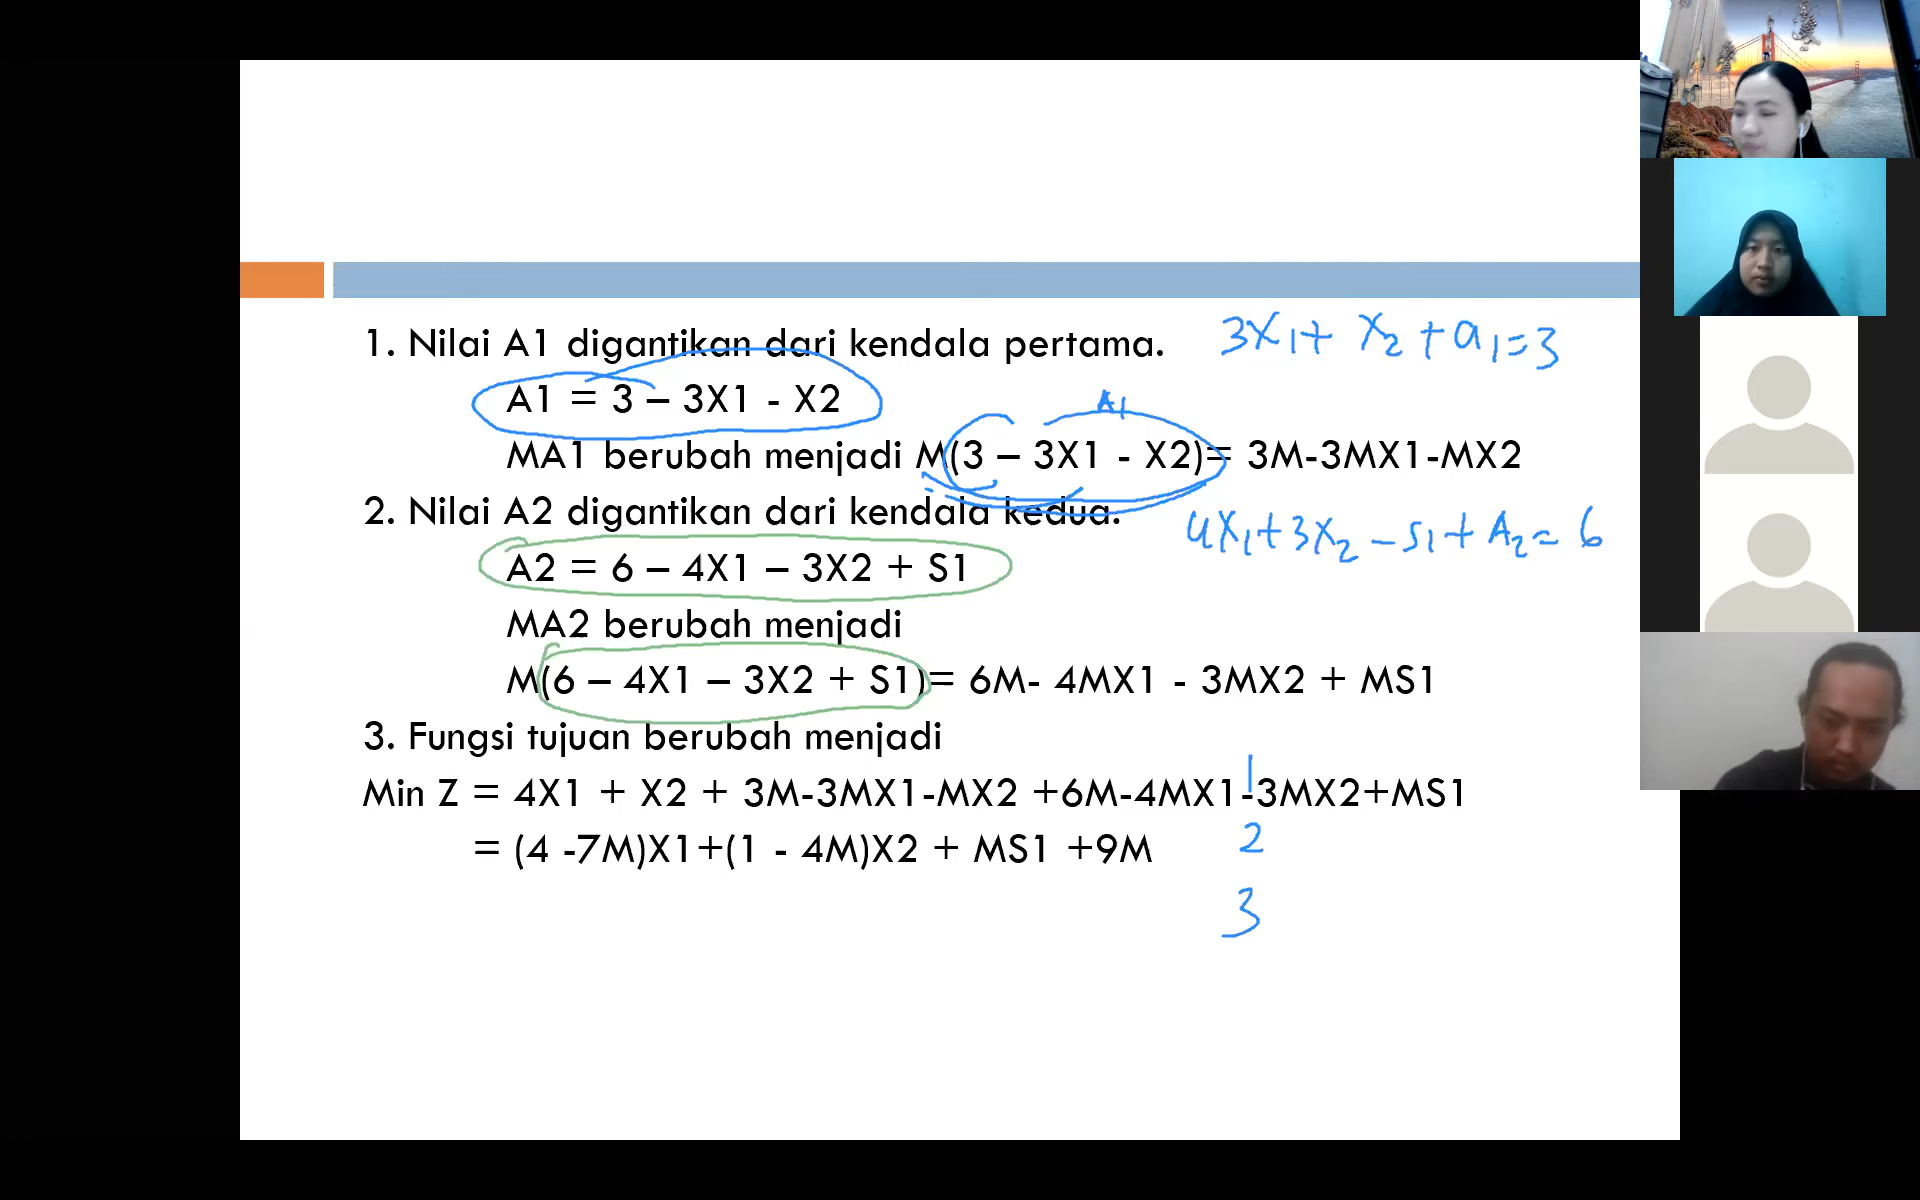 1. Nilai A1 digantikan dari kendala pertama. 3X1 + X2 + a1 = 3
A1 = 3 – 3X1 - X2
A1
MA1 berubah menjadi M(3 – 3X1 - X2)= 3M-3MX1-MX2
2. Nilai A2 digantikan dari kendala kedua. 4X1+3X2 – S1 + A2 = 6
A2 = 6 – 4X1 – 3X2 + S1
MA2 berubah menjadi
M(6 – 4X1 – 3X2 + S1)= 6M- 4MX1 - 3MX2 + MS1
3. Fungsi tujuan berubah menjadi
1
Min Z = 4X1 + X2 + 3M-3MX1-MX2 +6M-4MX1-3MX2+MS1
= (4 -7M)X1+(1 - 4M)X2 + MS1 +9M 2
3